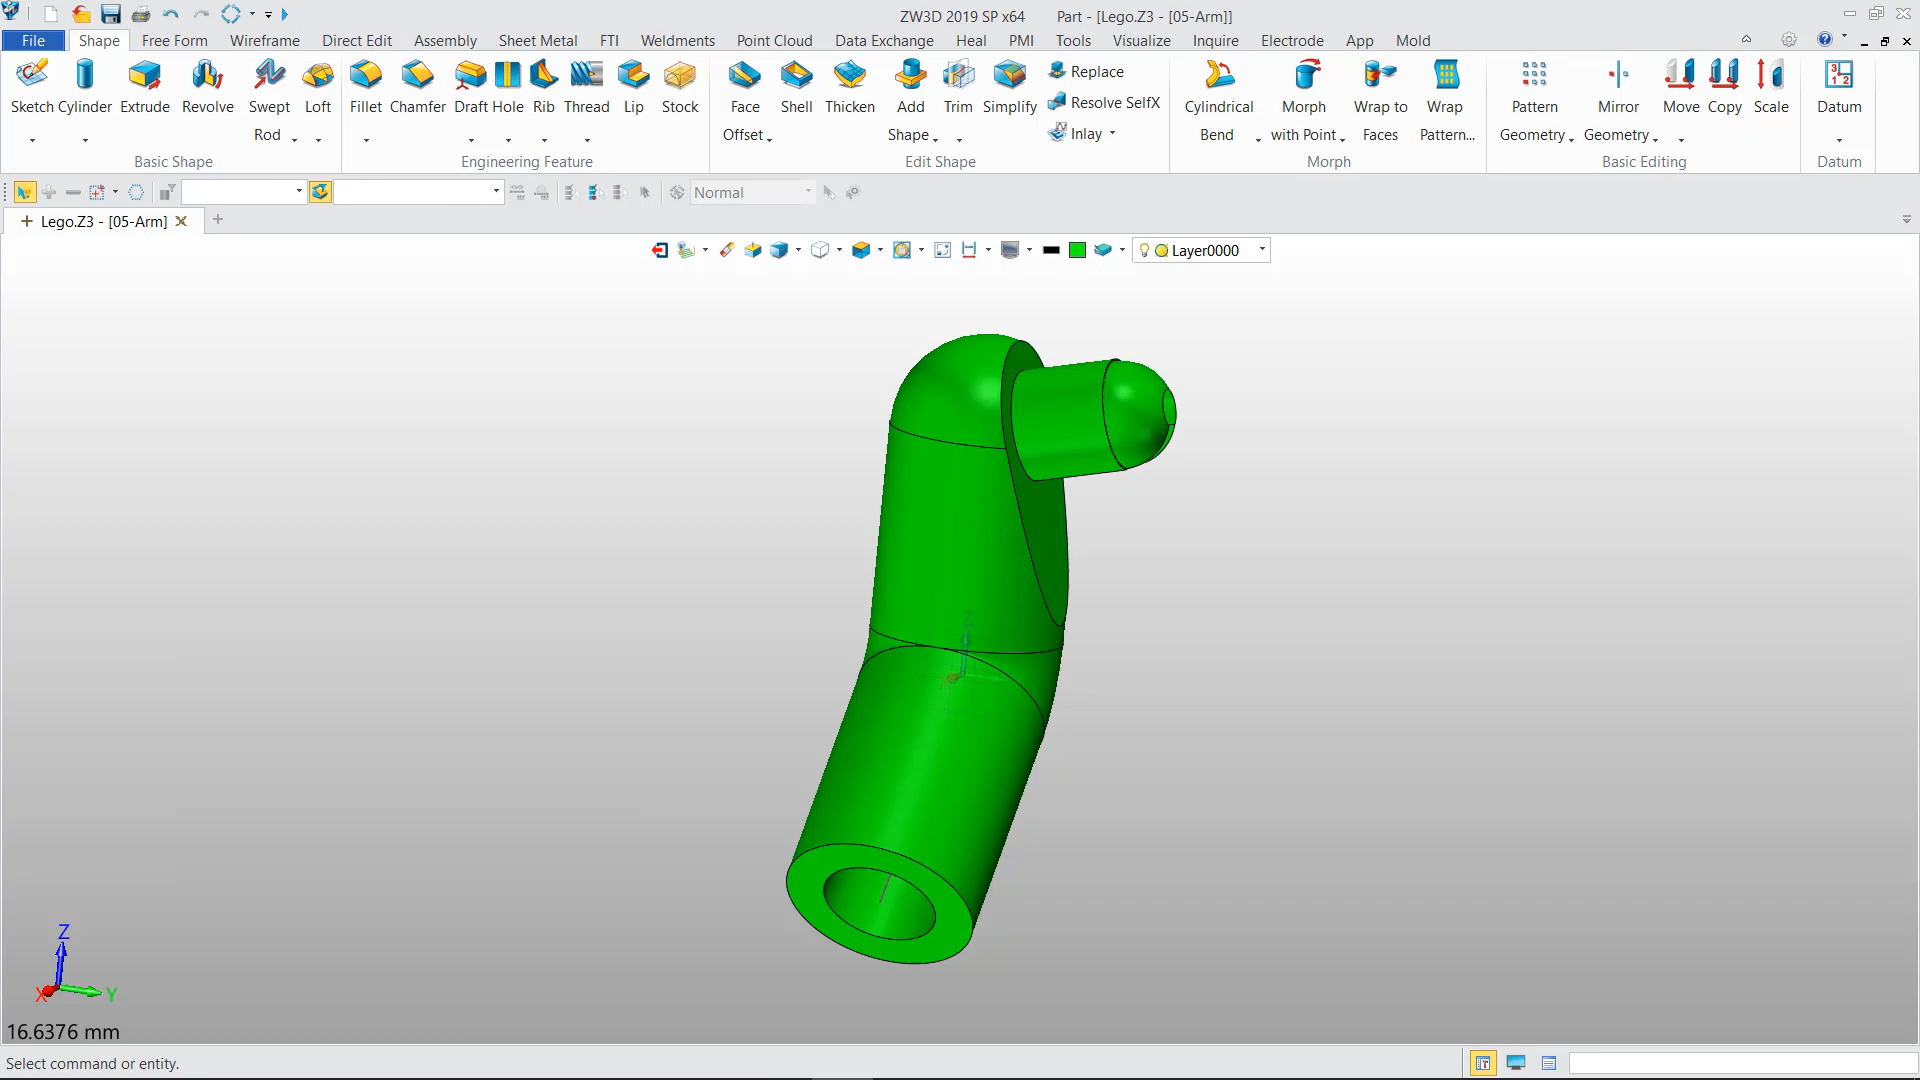 ZW3D 2019 SP x64 Part - [Lego.Z3 - [05-Arm]]
File Shape Free Form Wireframe Direct Edit Assembly Sheet Metal FTI Weldments Point Cloud Data Exchange Heal PMI Tools Visualize Inquire Electrode App Mold
Sketch Cylinder Extrude Revolve Swept Rod Loft
Basic Shape
Fillet Chamfer Draft Hole Rib Thread Lip Stock
Engineering Feature
Face Offset Shell Thicken Add Shape Trim Simplify
Replace
Resolve SelfX
Inlay
Edit Shape
Cylindrical Bend Morph with Point Wrap to Faces Wrap Pattern...
Morph
Pattern Geometry Mirror Geometry Move Copy Scale
Basic Editing
Datum
Datum
Normal
Lego.Z3 - [05-Arm]
Layer0000
Z
Z
X
Y
16.6376 mm
Select command or entity.